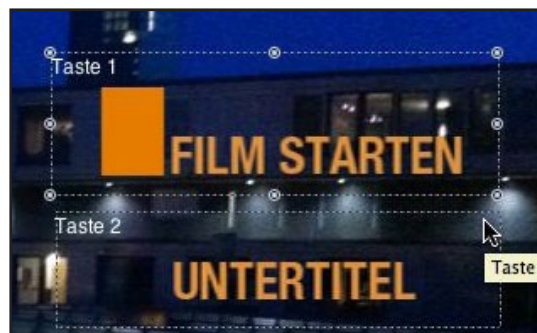 Taste 1
FILM STARTEN
Taste 2
Taste
UNTERTITEL